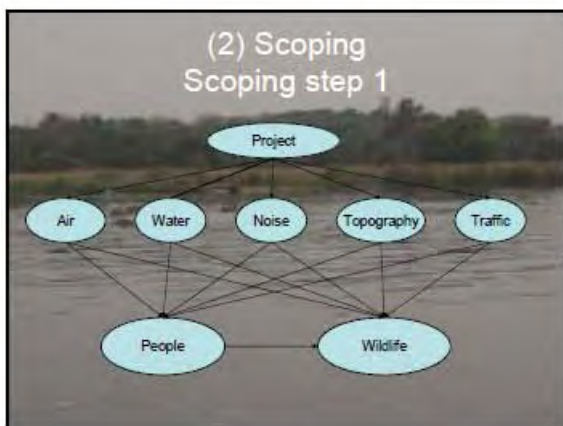 (2) Scoping
Scoping step 1
Project
Air Water Noise Topography Traffic
People Wildlife